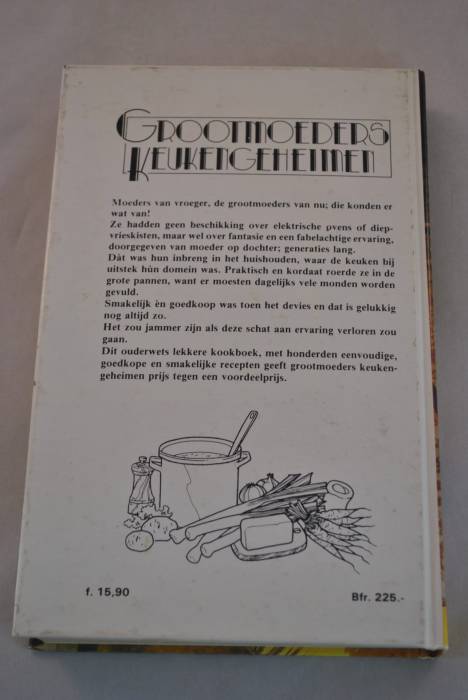 GROOTMOEDERS
KEUKENGEHEIMEN
Moeders van vroeger, de grootmoeders van nu; die konden er
wat van!
Ze hadden geen beschikking over elektrische ovens of diep-
vrieskisten, maar wel over fantasie en een fabelachtige ervaring,
doorgegeven van moeder op dochter; generaties lang.
Dàt was hun inbreng in het huishouden, waar de keuken bij
uitstek hùn domein was. Praktisch en kordaat roerde ze in de
grote pannen, want er moesten dagelijks vele monden worden
gevuld.
Smakelijk èn goedkoop was toen het devies en dat is gelukkig
nog altijd zo.
Het zou jammer zijn als deze schat aan ervaring verloren zou
gaan.
Dit ouderwets lekkere kookboek, met honderden eenvoudige,
goedkope en smakelijke recepten geeft grootmoeders keuken-
geheimen prijs tegen een voordeelprijs.
f. 15,90
Bfr. 225.-